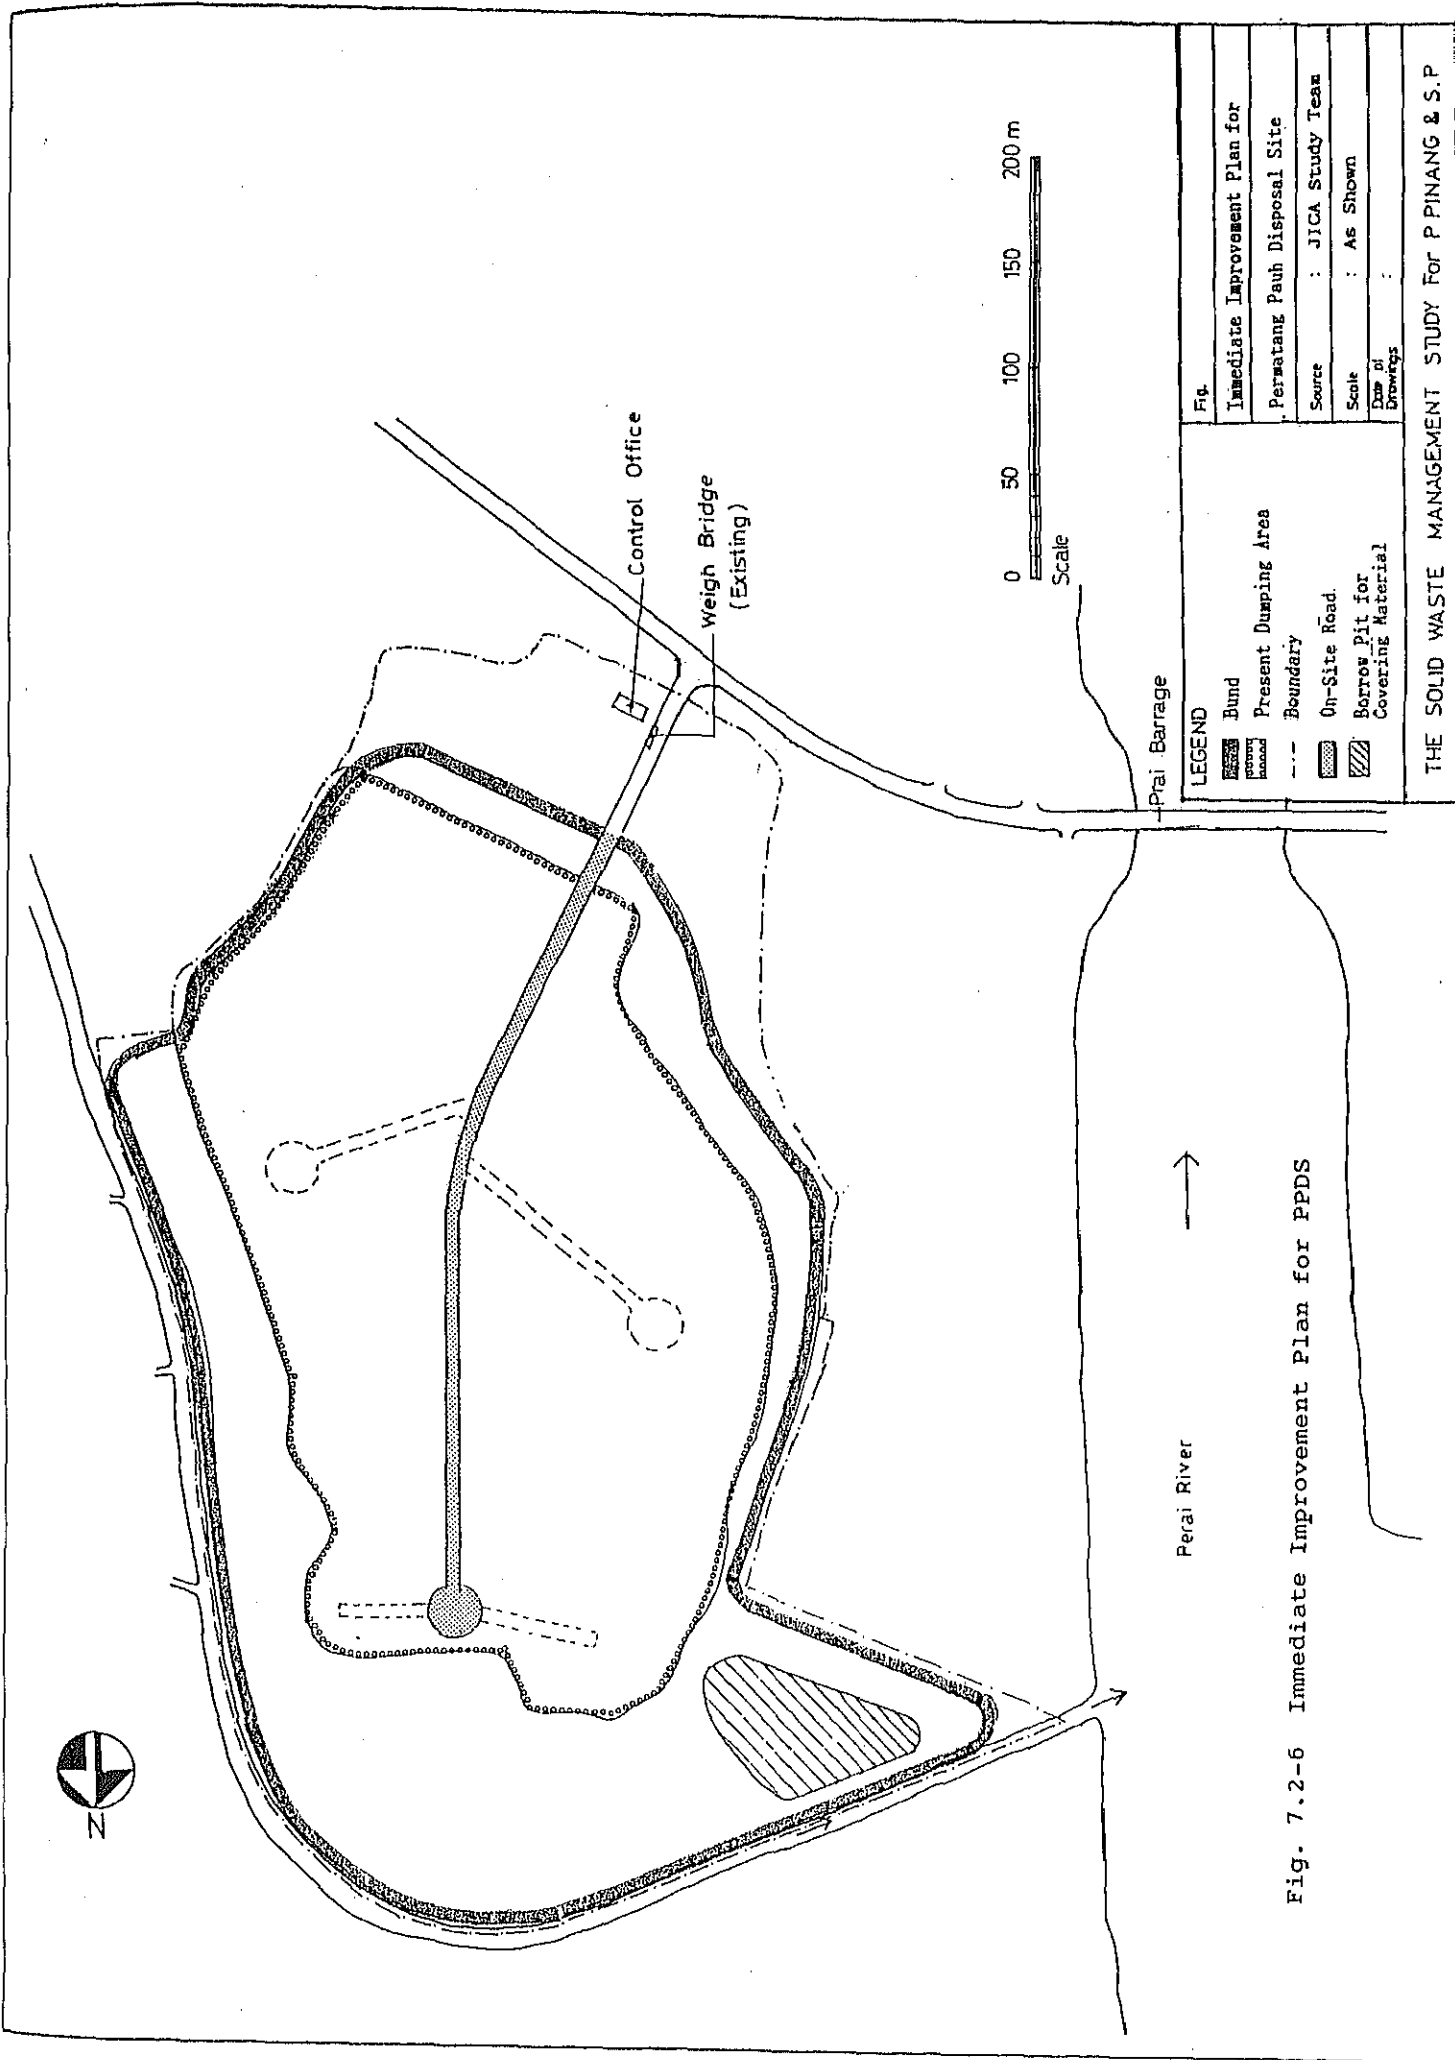 N
Control Office
Weigh Bridge
(Existing)
0 50 100 150 200 m
Scale
Prai Barrage
Perai River
LEGEND
Bund
Present Dumping Area
Boundary
On-Site Road.
Borrow Pit for
Covering Material
Fig.
Immediate Improvement Plan for
Permatang Pauh Disposal Site
Source : JICA Study Team
Scale : As Shown
Date of
Drawings :
THE SOLID WASTE MANAGEMENT STUDY For P PINANG & S.P
Fig. 7.2-6 Immediate Improvement Plan for PPDS